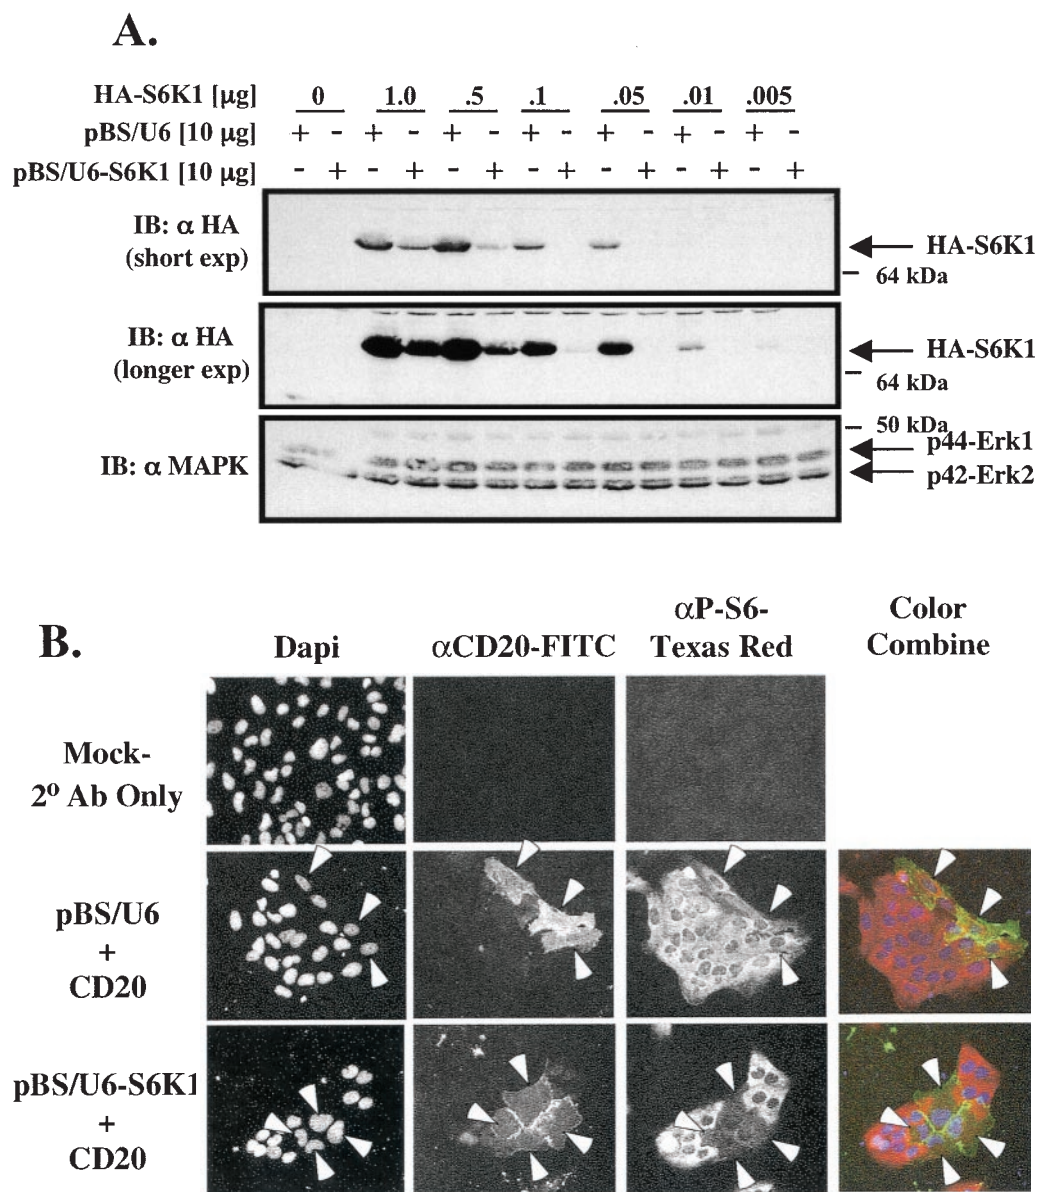 A.
HA-S6K1 [µg] 0 1.0 .5 .1 .05 .01 .005
pBS/U6 [10 µg] + - + - + - + - + - + - + -
pBS/U6-S6K1 [10 µg] - + - + - + - + - + - + - +
IB: α HA
(short exp)
HA-S6K1
64 kDa
IB: α HA
(longer exp)
HA-S6K1
64 kDa
50 kDa
IB: α MAPK
p44-Erk1
p42-Erk2
B.
Dapi
αCD20-FITC
αP-S6-
Texas Red
Color
Combine
Mock-
2º Ab Only
pBS/U6
+
CD20
pBS/U6-S6K1
+
CD20